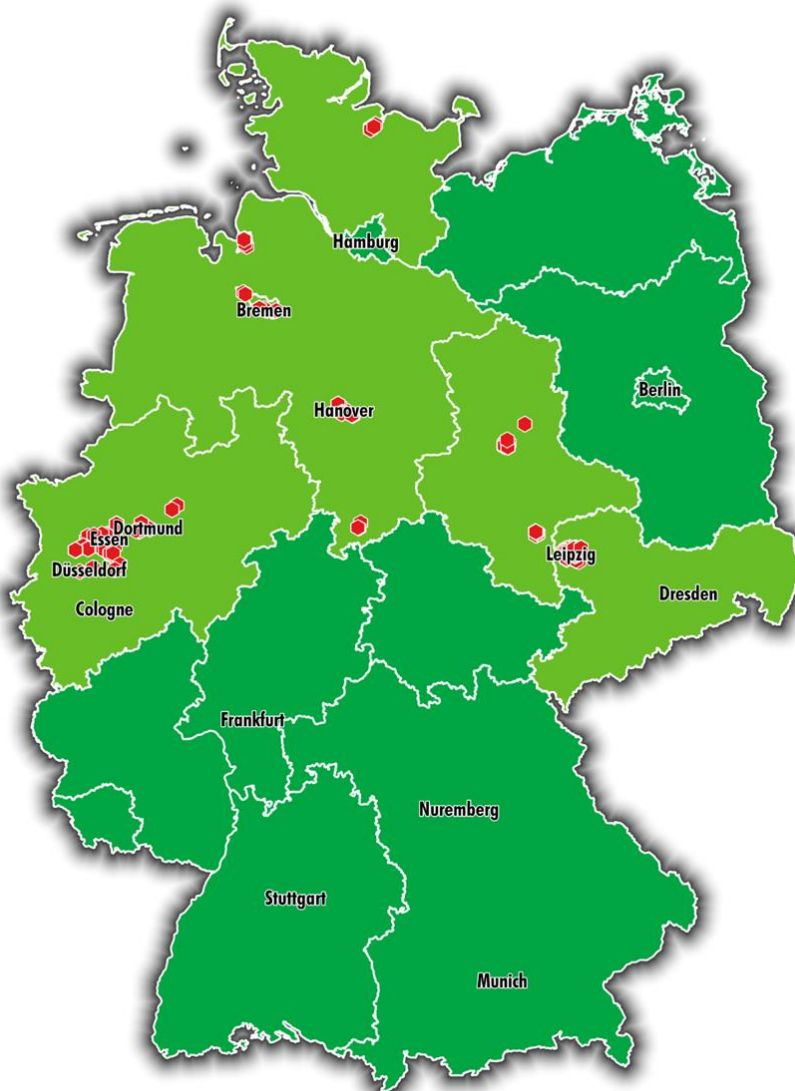 Hamburg
Bremen
Berlin
Hanover
Dortmund
Essen
Leipzig
Düsseldorf
Dresden
Cologne
Frankfurt
Nuremberg
Stuttgart
Munich